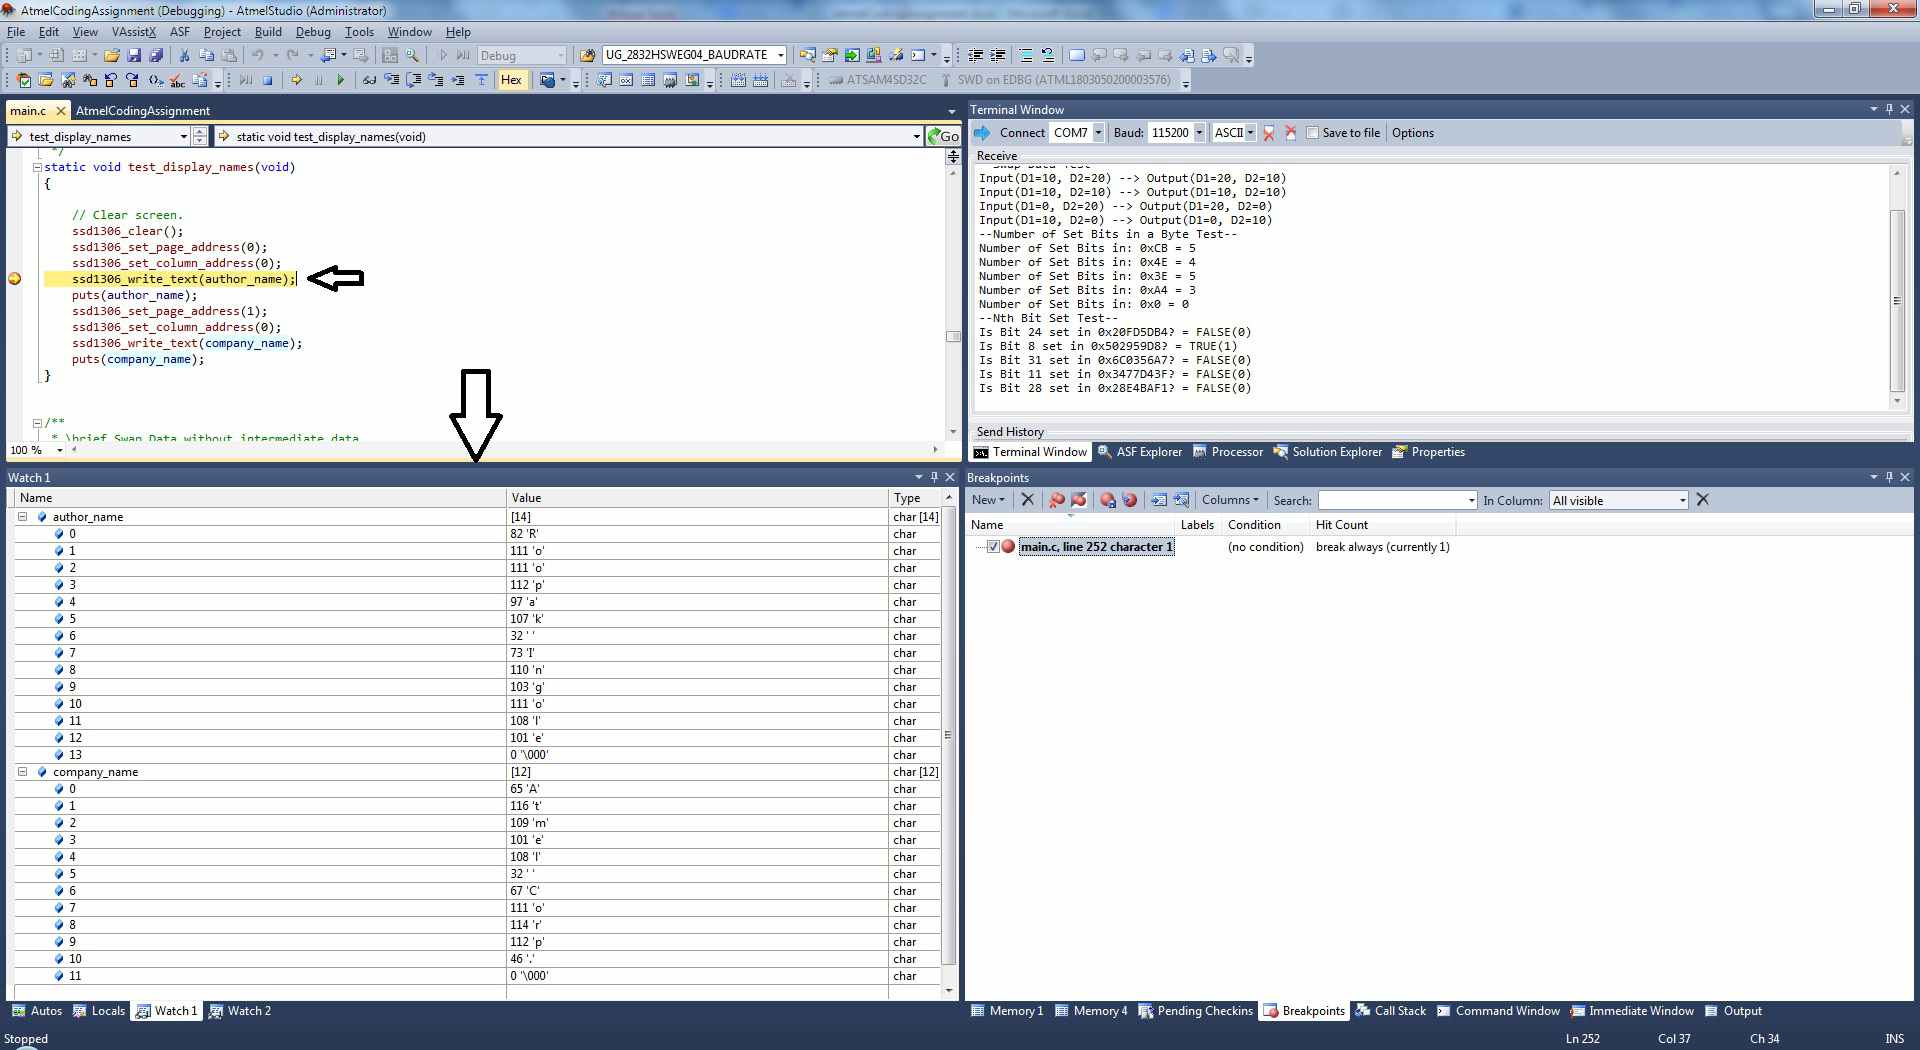 AtmelCodingAssignment (Debugging) - AtmelStudio (Administrator)
File Edit View VAssistX ASF Project Build Debug Tools Window Help
Debug UG_2832HSWEG04_BAUDRATE
Hex ATSAM4SD32C SWD on EDBG (ATML1803050200003576)
main.c AtmelCodingAssignment
test_display_names static void test_display_names(void) Go
*/
static void test_display_names(void)
{
// Clear screen.
ssd1306_clear();
ssd1306_set_page_address(0);
ssd1306_set_column_address(0);
ssd1306_write_text(author_name);
puts(author_name);
ssd1306_set_page_address(1);
ssd1306_set_column_address(0);
ssd1306_write_text(company_name);
puts(company_name);
}
/**
* \brief Swap Data without intermediate data
100 %
Terminal Window
Connect COM7 Baud: 115200 ASCII Save to file Options
Receive
--Swap Data Test--
Input(D1=10, D2=20) --> Output(D1=20, D2=10)
Input(D1=10, D2=10) --> Output(D1=10, D2=10)
Input(D1=0, D2=20) --> Output(D1=20, D2=0)
Input(D1=10, D2=0) --> Output(D1=0, D2=10)
--Number of Set Bits in a Byte Test--
Number of Set Bits in: 0xCB = 5
Number of Set Bits in: 0x4E = 4
Number of Set Bits in: 0x3E = 5
Number of Set Bits in: 0xA4 = 3
Number of Set Bits in: 0x0 = 0
--Nth Bit Set Test--
Is Bit 24 set in 0x20FD5DB4? = FALSE(0)
Is Bit 8 set in 0x502959D8? = TRUE(1)
Is Bit 31 set in 0x6C0356A7? = FALSE(0)
Is Bit 11 set in 0x3477D43F? = FALSE(0)
Is Bit 28 set in 0x28E4BAF1? = FALSE(0)
Send History
Terminal Window ASF Explorer Processor Solution Explorer Properties
Watch 1
Name Value Type
author_name [14] char [14]
0 82 'R' char
1 111 'o' char
2 111 'o' char
3 112 'p' char
4 97 'a' char
5 107 'k' char
6 32 ' ' char
7 73 'I' char
8 110 'n' char
9 103 'g' char
10 111 'o' char
11 108 'l' char
12 101 'e' char
13 0 '\000' char
company_name [12] char [12]
0 65 'A' char
1 116 't' char
2 109 'm' char
3 101 'e' char
4 108 'l' char
5 32 ' ' char
6 67 'C' char
7 111 'o' char
8 114 'r' char
9 112 'p' char
10 46 '.' char
11 0 '\000' char
Autos Locals Watch 1 Watch 2
Breakpoints
New Columns Search: In Column: All visible
Name Labels Condition Hit Count
main.c, line 252 character 1 (no condition) break always (currently 1)
Memory 1 Memory 4 Pending Checkins Breakpoints Call Stack Command Window Immediate Window Output
Stopped Ln 252 Col 37 Ch 34 INS